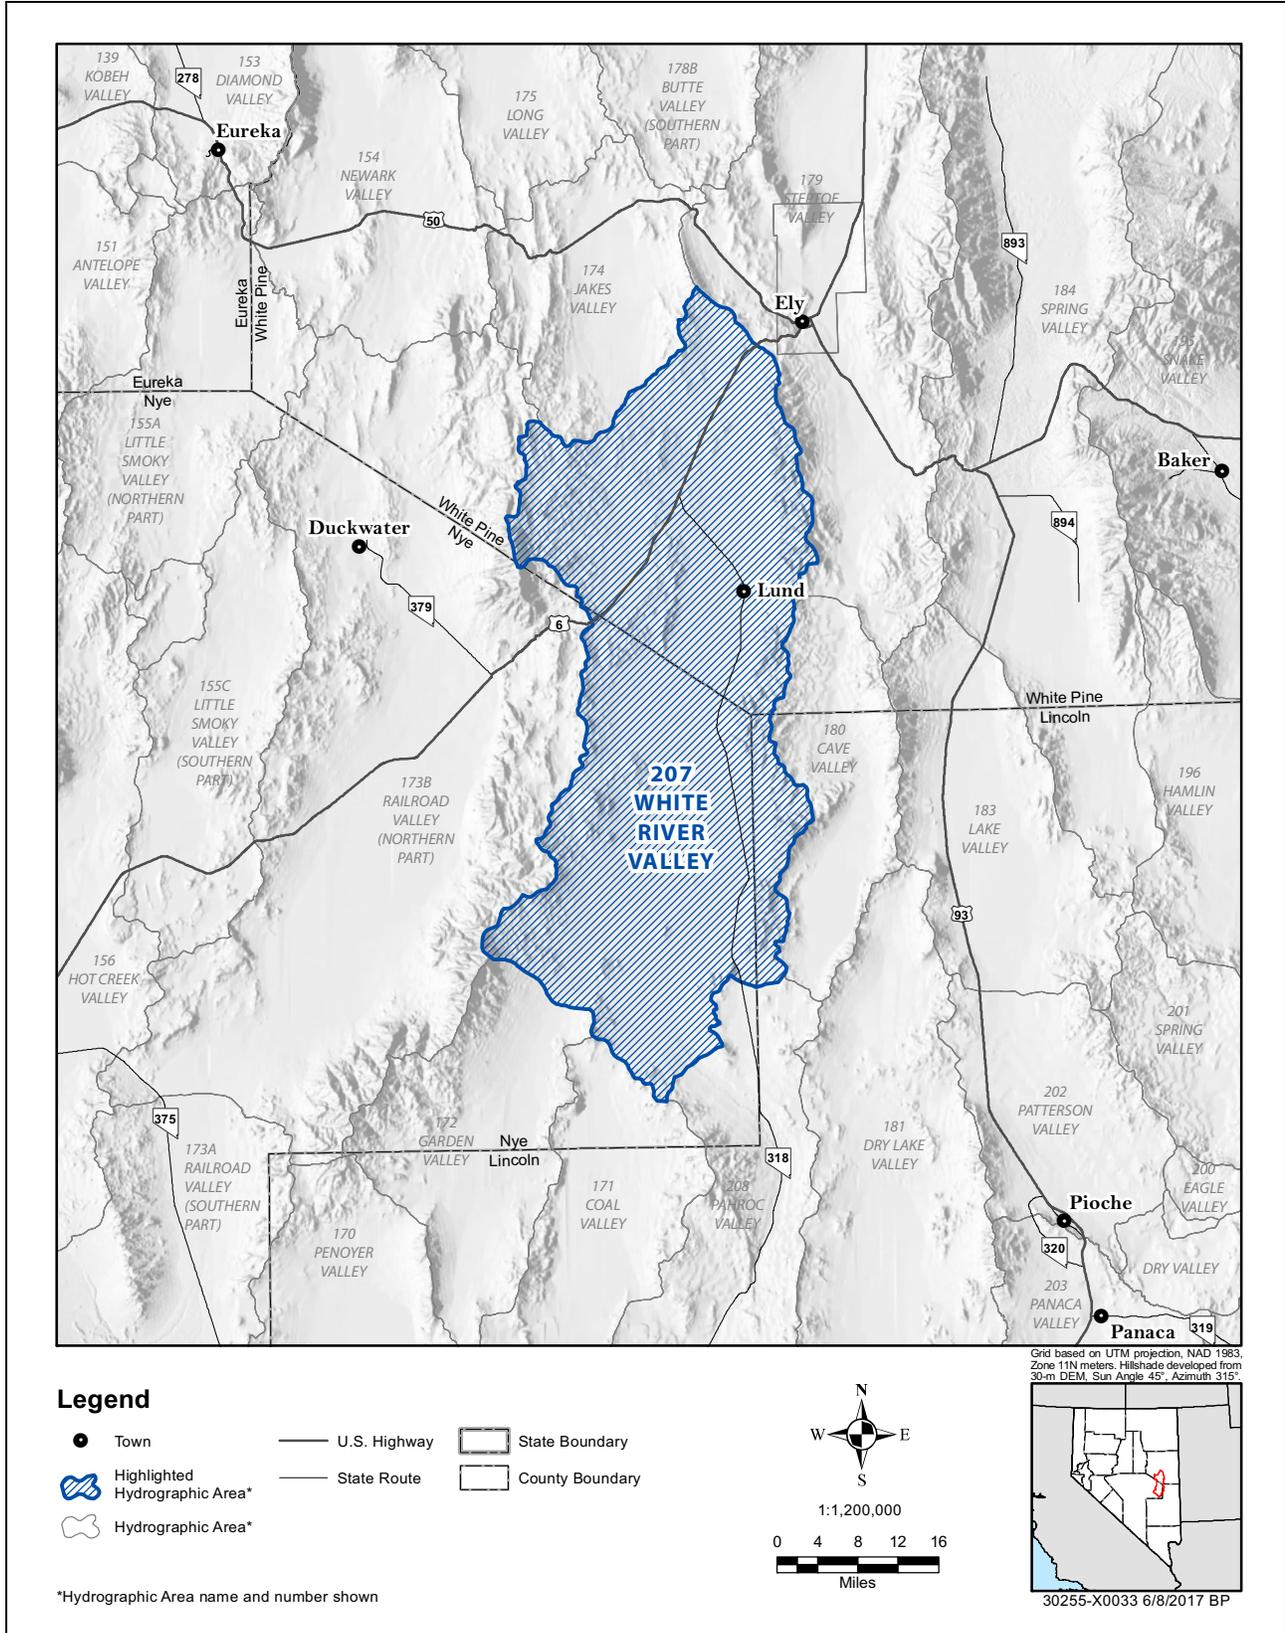 139
KOBEH
VALLEY
278
153
DIAMOND
VALLEY
Eureka
175
LONG
VALLEY
178B
BUTTE
VALLEY
(SOUTHERN
PART)
154
NEWARK
VALLEY
50
179
STEPTOE
VALLEY
893
151
ANTELOPE
VALLEY
Eureka
White Pine
174
JAKES
VALLEY
Ely
184
SPRING
VALLEY
195
SNAKE
VALLEY
Eureka
Nye
155A
LITTLE
SMOKY
VALLEY
(NORTHERN
PART)
Baker
White Pine
Nye
Duckwater
894
379
6
Lund
155C
LITTLE
SMOKY
VALLEY
(SOUTHERN
PART)
White Pine
Lincoln
180
CAVE
VALLEY
173B
RAILROAD
VALLEY
(NORTHERN
PART)
207
WHITE
RIVER
VALLEY
183
LAKE
VALLEY
196
HAMLIN
VALLEY
93
156
HOT CREEK
VALLEY
201
SPRING
VALLEY
375
173A
RAILROAD
VALLEY
(SOUTHERN
PART)
172
GARDEN
VALLEY
Nye
Lincoln
202
PATTERSON
VALLEY
181
DRY LAKE
VALLEY
318
171
COAL
VALLEY
208
PAHROC
VALLEY
200
EAGLE
VALLEY
Pioche
170
PENOYER
VALLEY
320
DRY VALLEY
203
PANACA
VALLEY
Panaca
319
Grid based on UTM projection, NAD 1983,
Zone 11N meters. Hillshade developed from
30-m DEM, Sun Angle 45°, Azimuth 315°.
Legend
Town
U.S. Highway
State Boundary
Highlighted
Hydrographic Area*
State Route
County Boundary
Hydrographic Area*
*Hydrographic Area name and number shown
N
W
E
S
1:1,200,000
0 4 8 12 16
Miles
30255-X0033 6/8/2017 BP